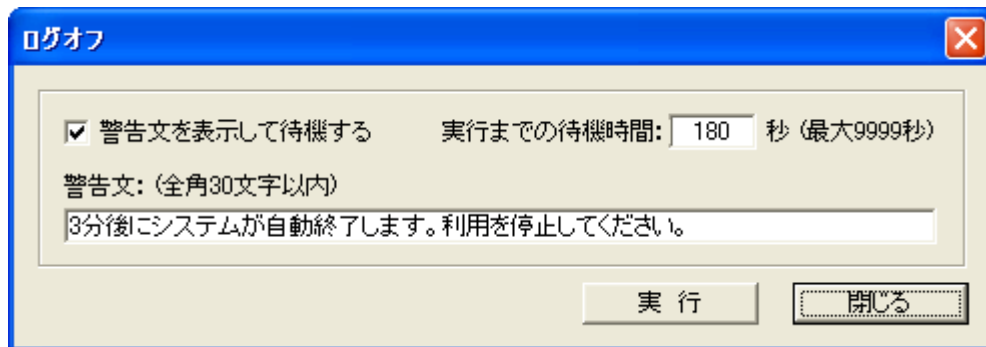 ログオフ
警告文を表示して待機する 実行までの待機時間: 180 秒 (最大9999秒)
警告文: (全角30文字以内)
3分後にシステムが自動終了します。利用を停止してください。
実 行 閉じる